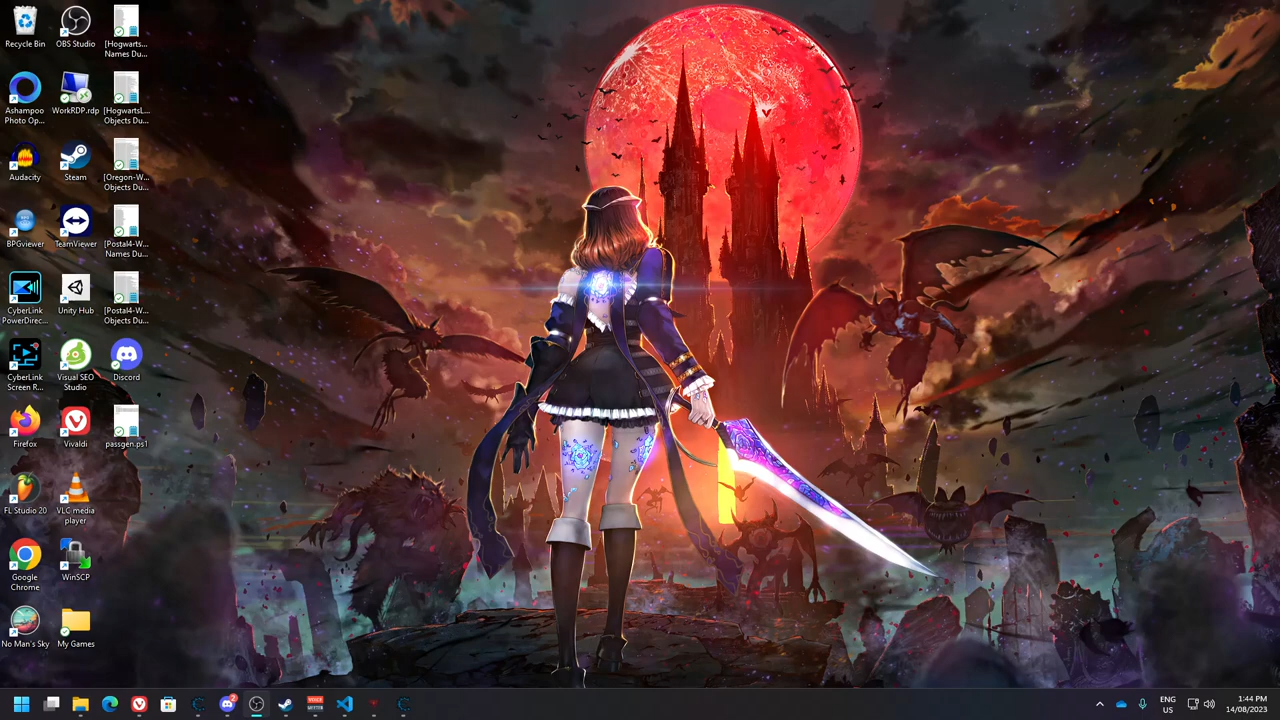 Recycle Bin
OBS Studio
[Hogwarts...
Names Du...
Ashampoo
Photo Op...
WorkRDP.rdp
[HogwartsL...
Objects Du...
Audacity
Steam
[Oregon-W...
Objects Du...
BPGviewer
TeamViewer
[Postal4-W...
Names Du...
CyberLink
PowerDirec...
Unity Hub
[Postal4-W...
Objects Du...
CyberLink
Screen R...
Visual SEO
Studio
Discord
Firefox
Vivaldi
passgen.ps1
FL Studio 20
VLC media
player
Google
Chrome
WinSCP
No Man's Sky
My Games
2
VOICE
MEETER
ENG
US
1:44 PM
14/08/2023